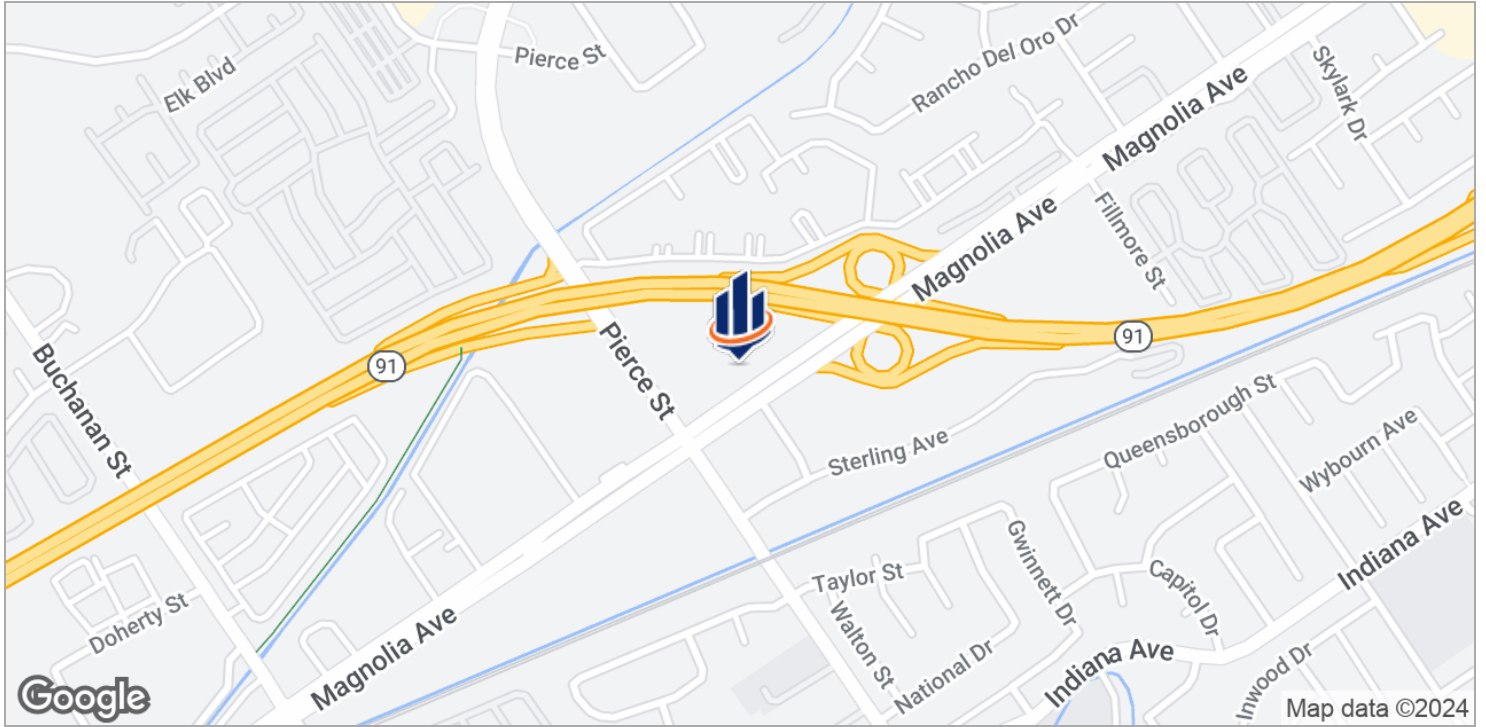 Pierce St
Elk Blvd
Rancho Del Oro Dr
Skylark Dr
Magnolia Ave
Magnolia Ave
Fillmore St
91
91
Buchanan St
Pierce St
Sterling Ave
Queensborough St
Wybourn Ave
Indiana Ave
Taylor St
Gwinnett Dr
Capitol Dr
Doherty St
Walton St
Magnolia Ave
National Dr
Indiana Ave
Inwood Dr
Google
Map data ©2024